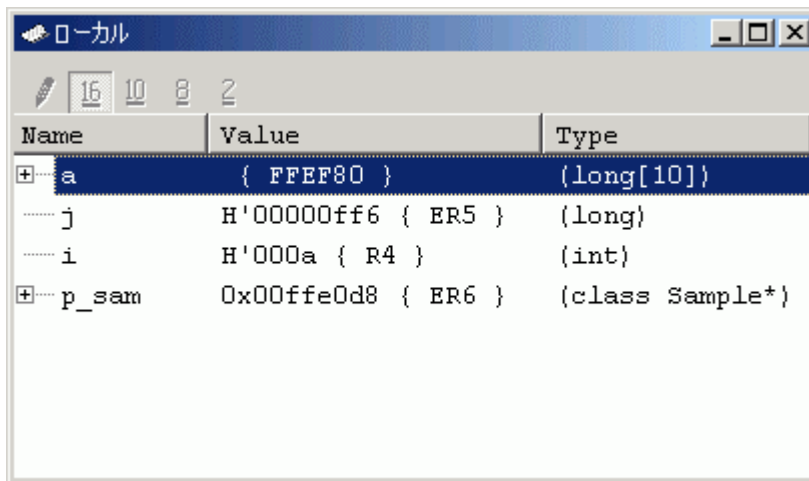 ローカル
16 10 8 2
Name Value Type
a { FFEF80 } (long[10])
j H'00000ff6 { ER5 } (long)
i H'000a { R4 } (int)
p_sam 0x00ffe0d8 { ER6 } (class Sample*)